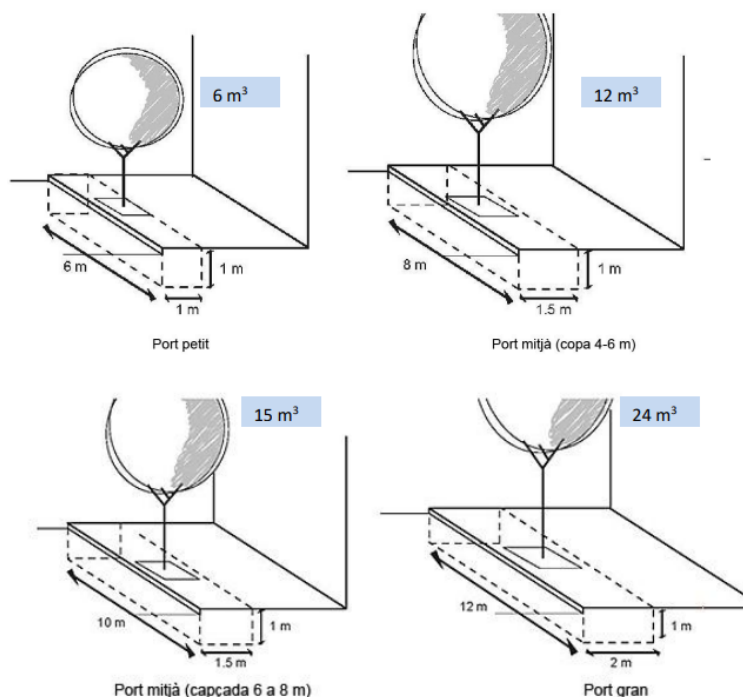 6 m³
6 m
1 m
1 m
Port petit
12 m³
8 m
1 m
1.5 m
Port mitjà (copa 4-6 m)
15 m³
10 m
1 m
1.5 m
Port mitjà (capçada 6 a 8 m)
24 m³
12 m
1 m
2 m
Port gran